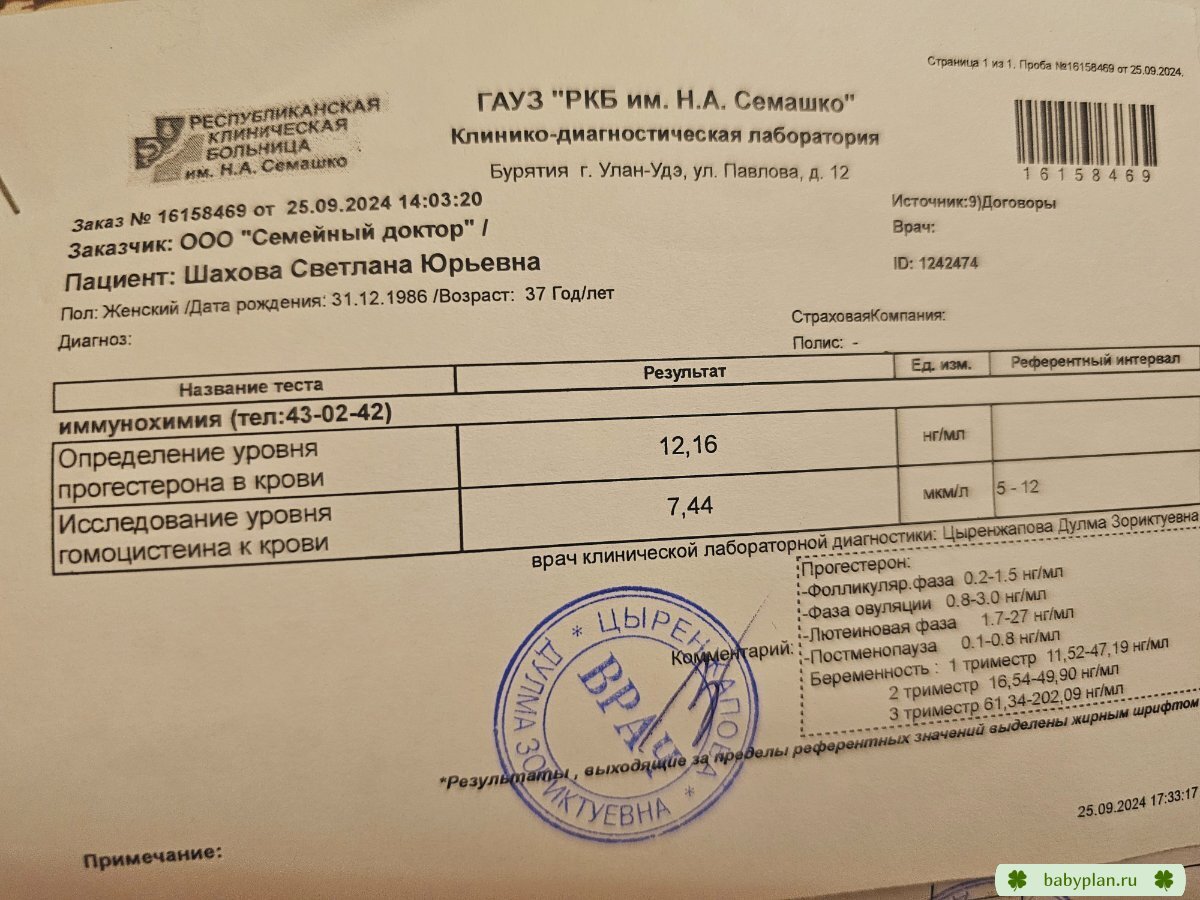 Страница 1 из 1. Проба №16158469 от 25.09.2024.
РЕСПУБЛИКАНСКАЯ
КЛИНИЧЕСКАЯ
БОЛЬНИЦА
им. Н.А. Семашко
ГАУЗ "РКБ им. Н.А. Семашко"
Клинико-диагностическая лаборатория
Бурятия г. Улан-Удэ, ул. Павлова, д. 12
16158469
Заказ № 16158469 от 25.09.2024 14:03:20
Заказчик: ООО "Семейный доктор" /
Пациент: Шахова Светлана Юрьевна
Пол: Женский /Дата рождения: 31.12.1986 /Возраст: 37 Год/лет
Диагноз:
Источник:9)Договоры
Врач:
ID: 1242474
СтраховаяКомпания:
Полис: -
Название теста Результат Ед. изм. Референтный интервал
иммунохимия (тел:43-02-42)
Определение уровня
прогестерона в крови 12,16 нг/мл
Исследование уровня
гомоцистеина к крови 7,44 мкм/л 5 - 12
врач клинической лабораторной диагностики: Цыренжапова Дулма Зориктуевна
Комментарий:
Прогестерон:
-Фолликуляр.фаза 0.2-1.5 нг/мл
-Фаза овуляции 0.8-3.0 нг/мл
-Лютеиновая фаза 1.7-27 нг/мл
-Постменопауза 0.1-0.8 нг/мл
Беременность : 1 триместр 11,52-47,19 нг/мл
2 триместр 16,54-49,90 нг/мл
3 триместр 61,34-202,09 нг/мл
*Результаты , выходящие за пределы референтных значений выделены жирным шрифтом
ЦЫРЕНЖАПОВА
ДУЛМА ЗОРИКТУЕВНА
ВРАЧ
25.09.2024 17:33:17
Примечание:
babyplan.ru